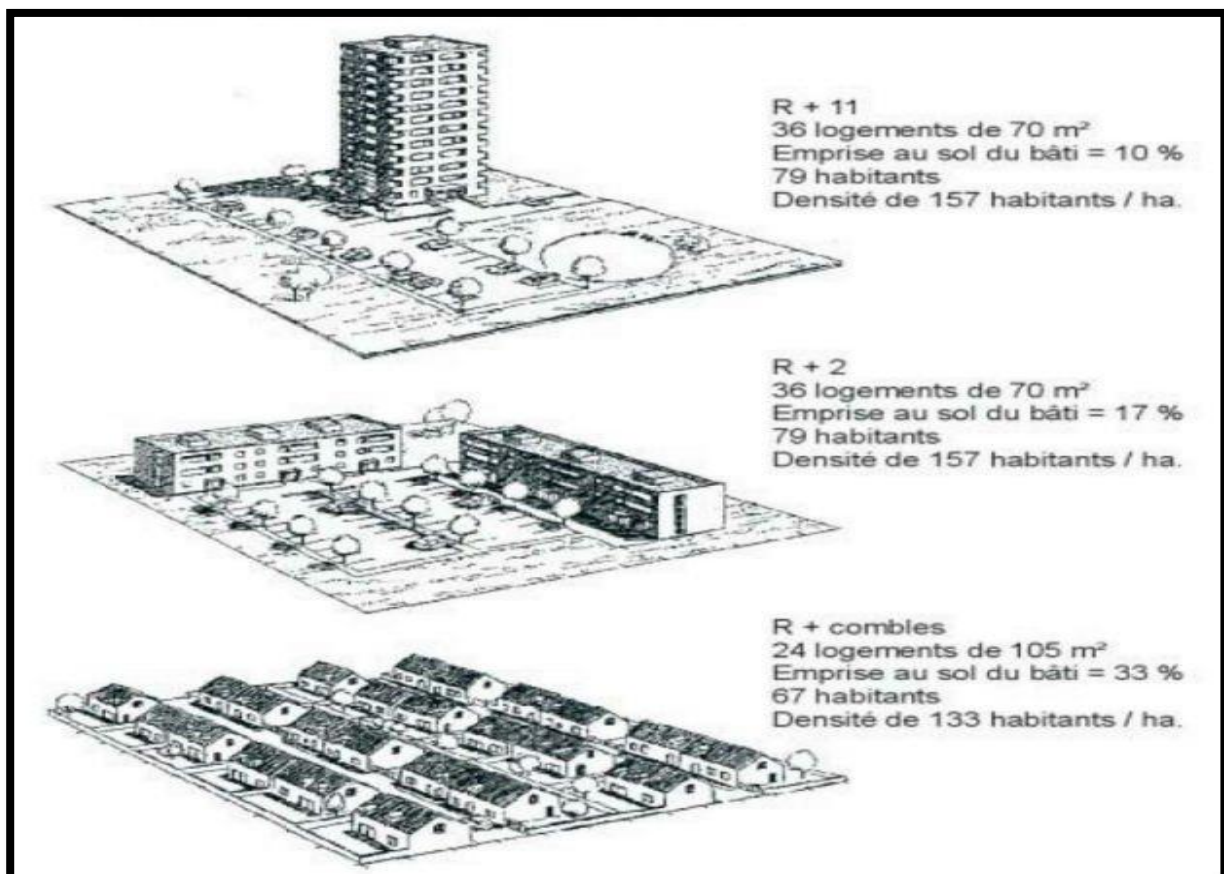 R + 11
36 logements de 70 m²
Emprise au sol du bâti = 10 %
79 habitants
Densité de 157 habitants / ha.
R + 2
36 logements de 70 m²
Emprise au sol du bâti = 17 %
79 habitants
Densité de 157 habitants / ha.
R + combles
24 logements de 105 m²
Emprise au sol du bâti = 33 %
67 habitants
Densité de 133 habitants / ha.